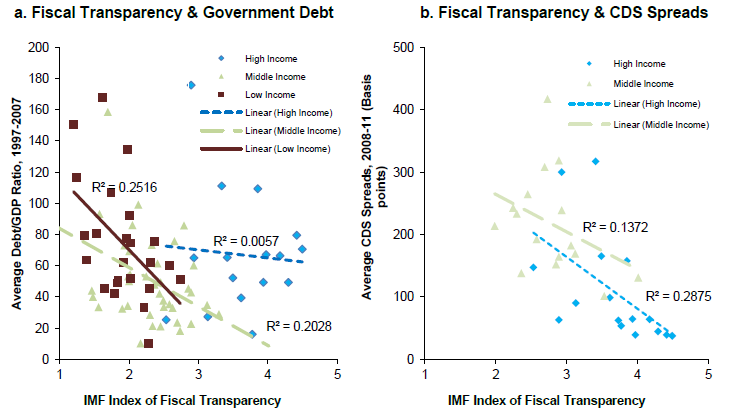 a. Fiscal Transparency & Government Debt
Average Debt/GDP Ratio, 1997-2007
200
180
160
140
120
100
80
60
40
20
0
High Income
Middle Income
Low Income
Linear (High Income)
Linear (Middle Income)
Linear (Low Income)
R² = 0.2516
R² = 0.0057
R² = 0.2028
1 2 3 4 5
IMF Index of Fiscal Transparency
b. Fiscal Transparency & CDS Spreads
Average CDS Spreads, 2008-11 (Basis
points)
500
400
300
200
100
0
High Income
Middle Income
Linear (High Income)
Linear (Middle Income)
R² = 0.1372
R² = 0.2875
1 2 3 4 5
IMF Index of Fiscal Transparency